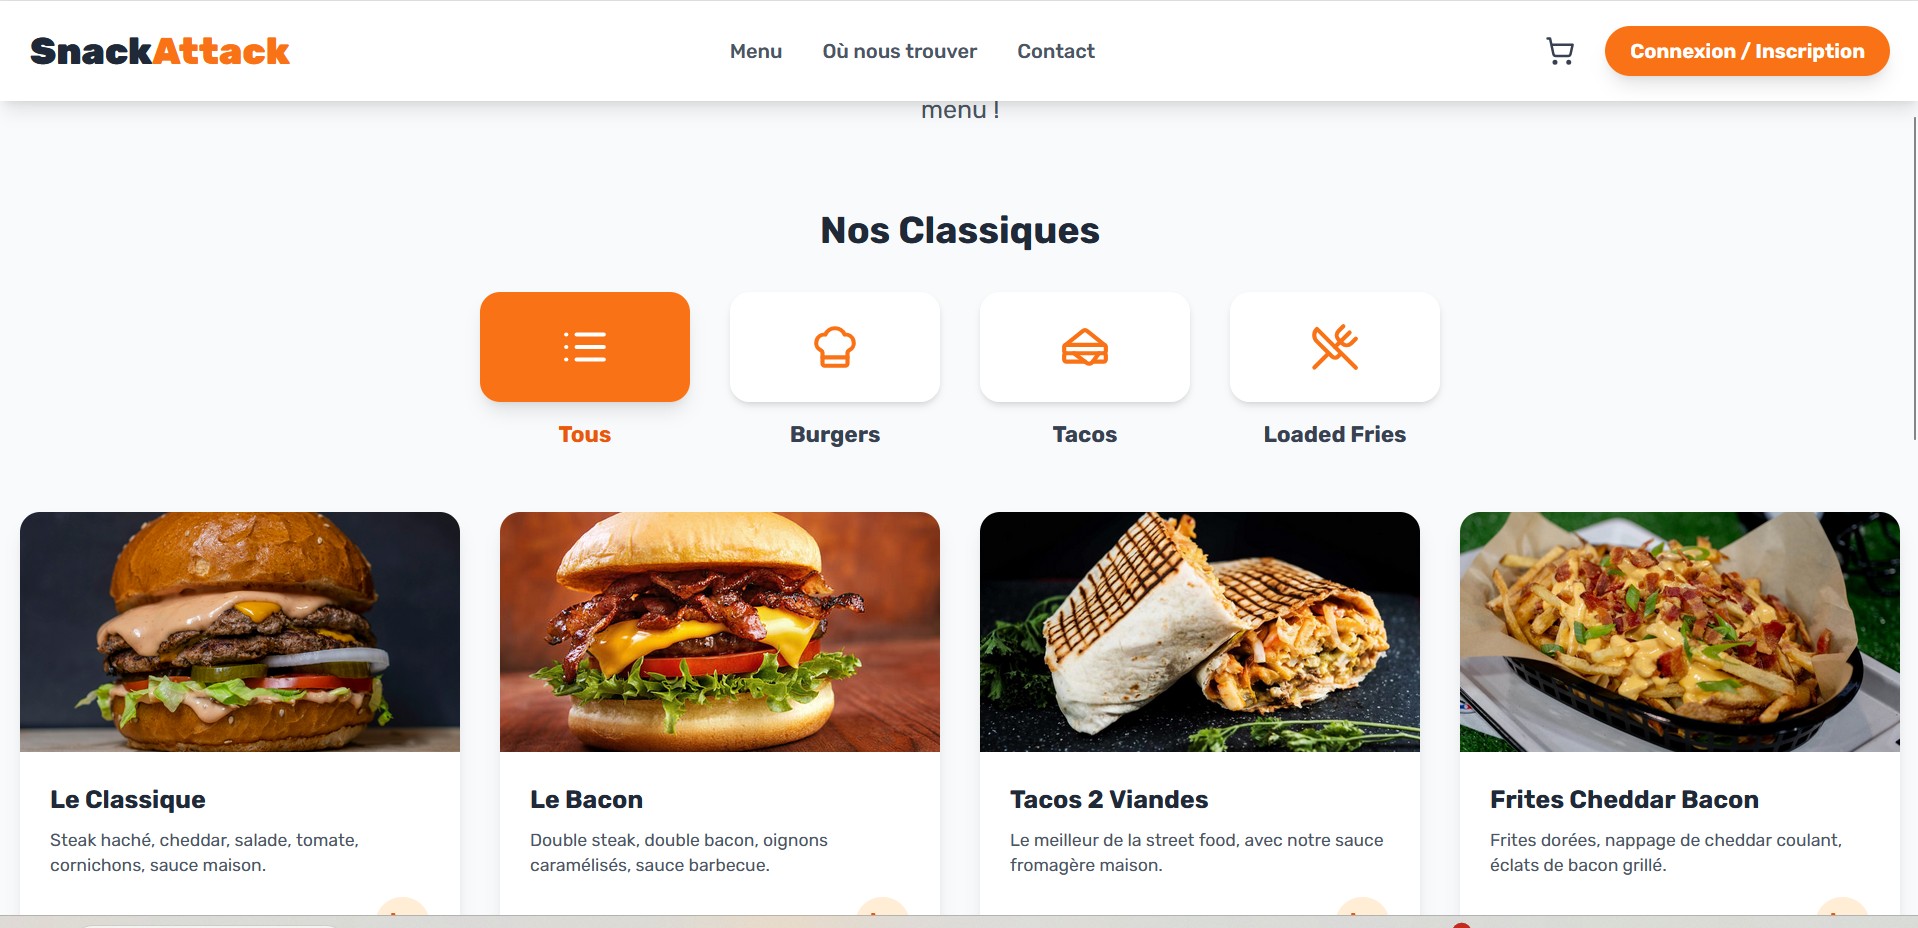 SnackAttack
Menu
Où nous trouver
Contact
Connexion / Inscription
menu !
Nos Classiques
Tous
Burgers
Tacos
Loaded Fries
Le Classique
Steak haché, cheddar, salade, tomate,
cornichons, sauce maison.
Le Bacon
Double steak, double bacon, oignons
caramélisés, sauce barbecue.
Tacos 2 Viandes
Le meilleur de la street food, avec notre sauce
fromagère maison.
Frites Cheddar Bacon
Frites dorées, nappage de cheddar coulant,
éclats de bacon grillé.